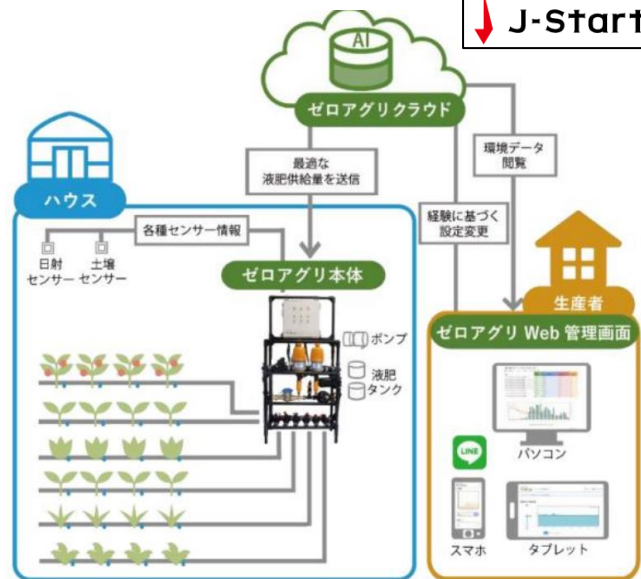 J-Start
AI
ゼロアグリクラウド
最適な
液肥供給量を送信
環境データ
閲覧
ハウス
経験に基づく
設定変更
各種センサー情報
日射
センサー
土壌
センサー
ゼロアグリ本体
生産者
ゼロアグリ Web 管理画面
ポンプ
液肥
タンク
パソコン
LINE
スマホ
タブレット